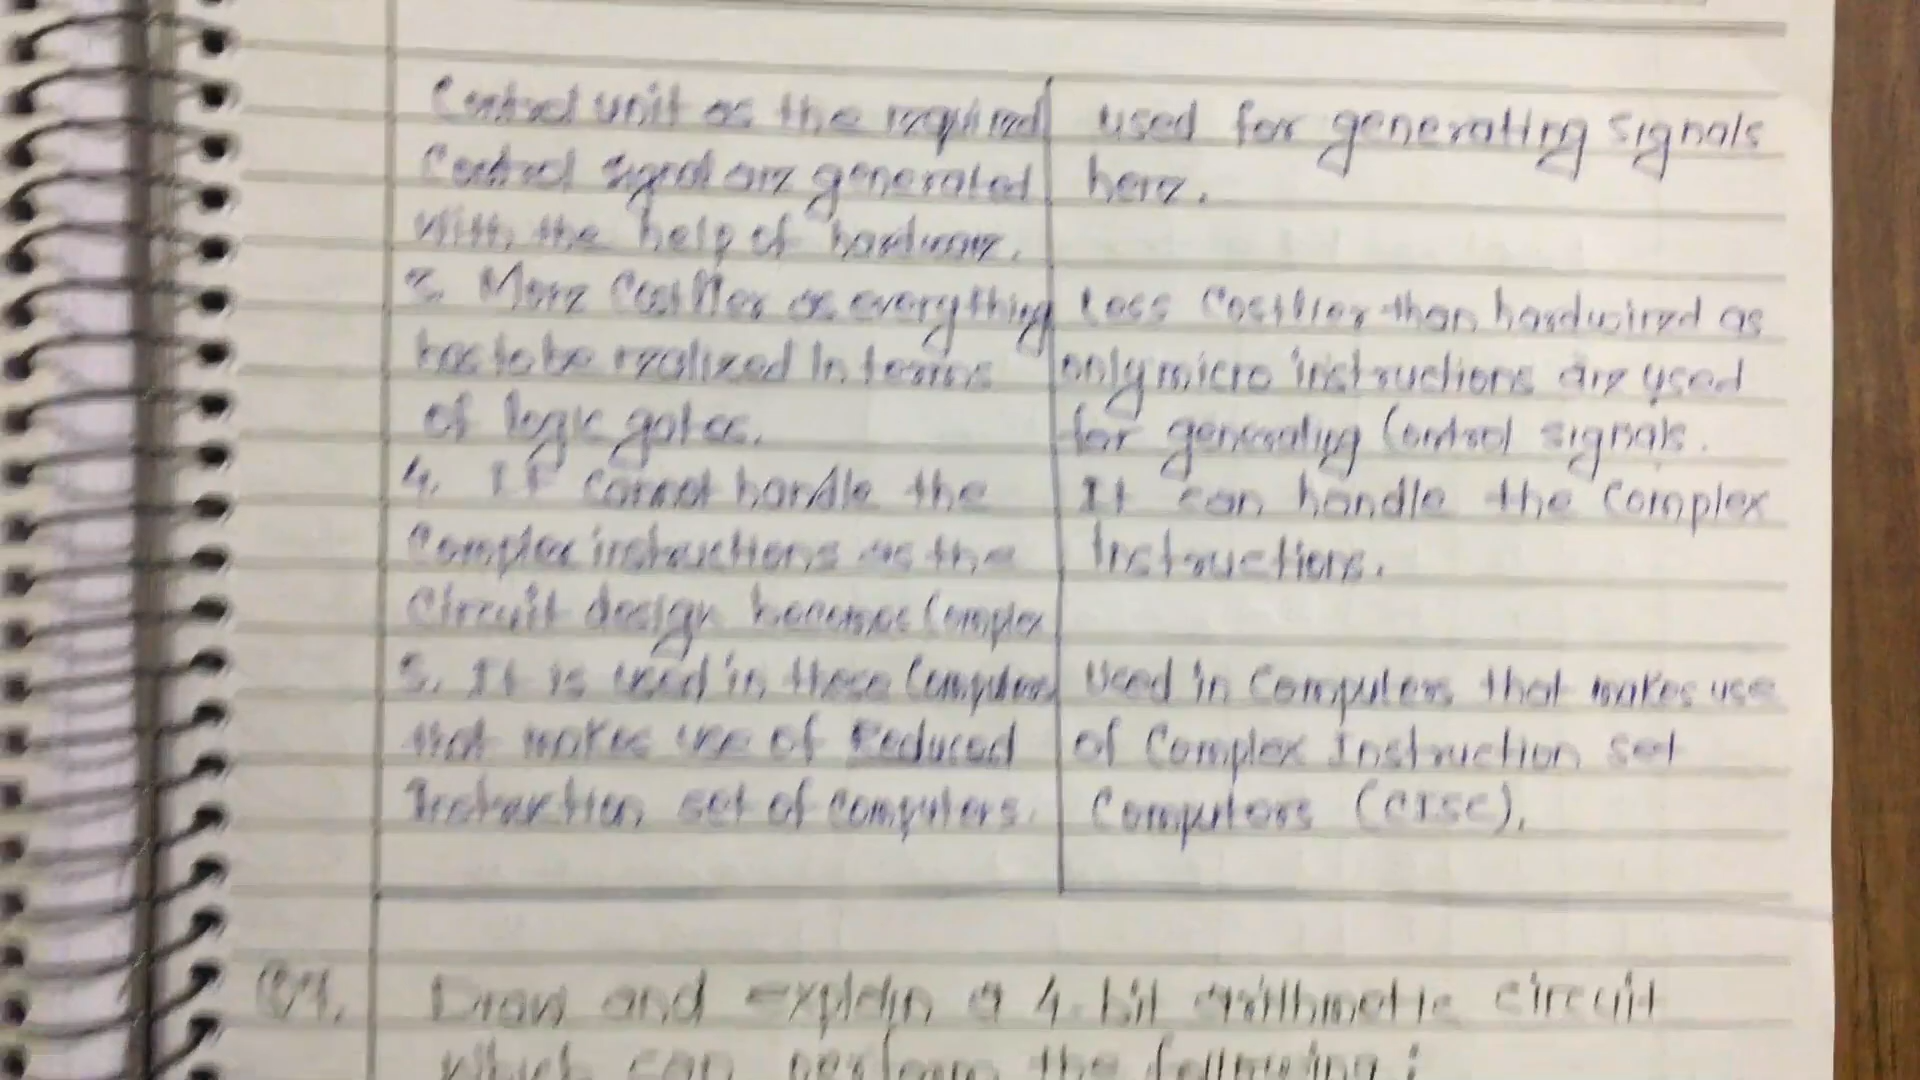 Control unit as the required
Control signal are generated
with the help of hardware.
3. More Costlier as everything
has to be realized in terms
of logic gates.
4. It cannot handle the
Complex instructions as the
Circuit design becomes Complex
5. It is used in those Computers
that makes use of Reduced
Instruction set of computers.
used for generating signals
here.
Less Costlier than hardwired as
only micro instructions are used
for generating Control signals.
It can handle the Complex
Instructions.
Used in Computers that makes use
of Complex Instruction set
Computers (CISC).
Draw and explain a 4-bit arithmetic circuit
which can perform the following: